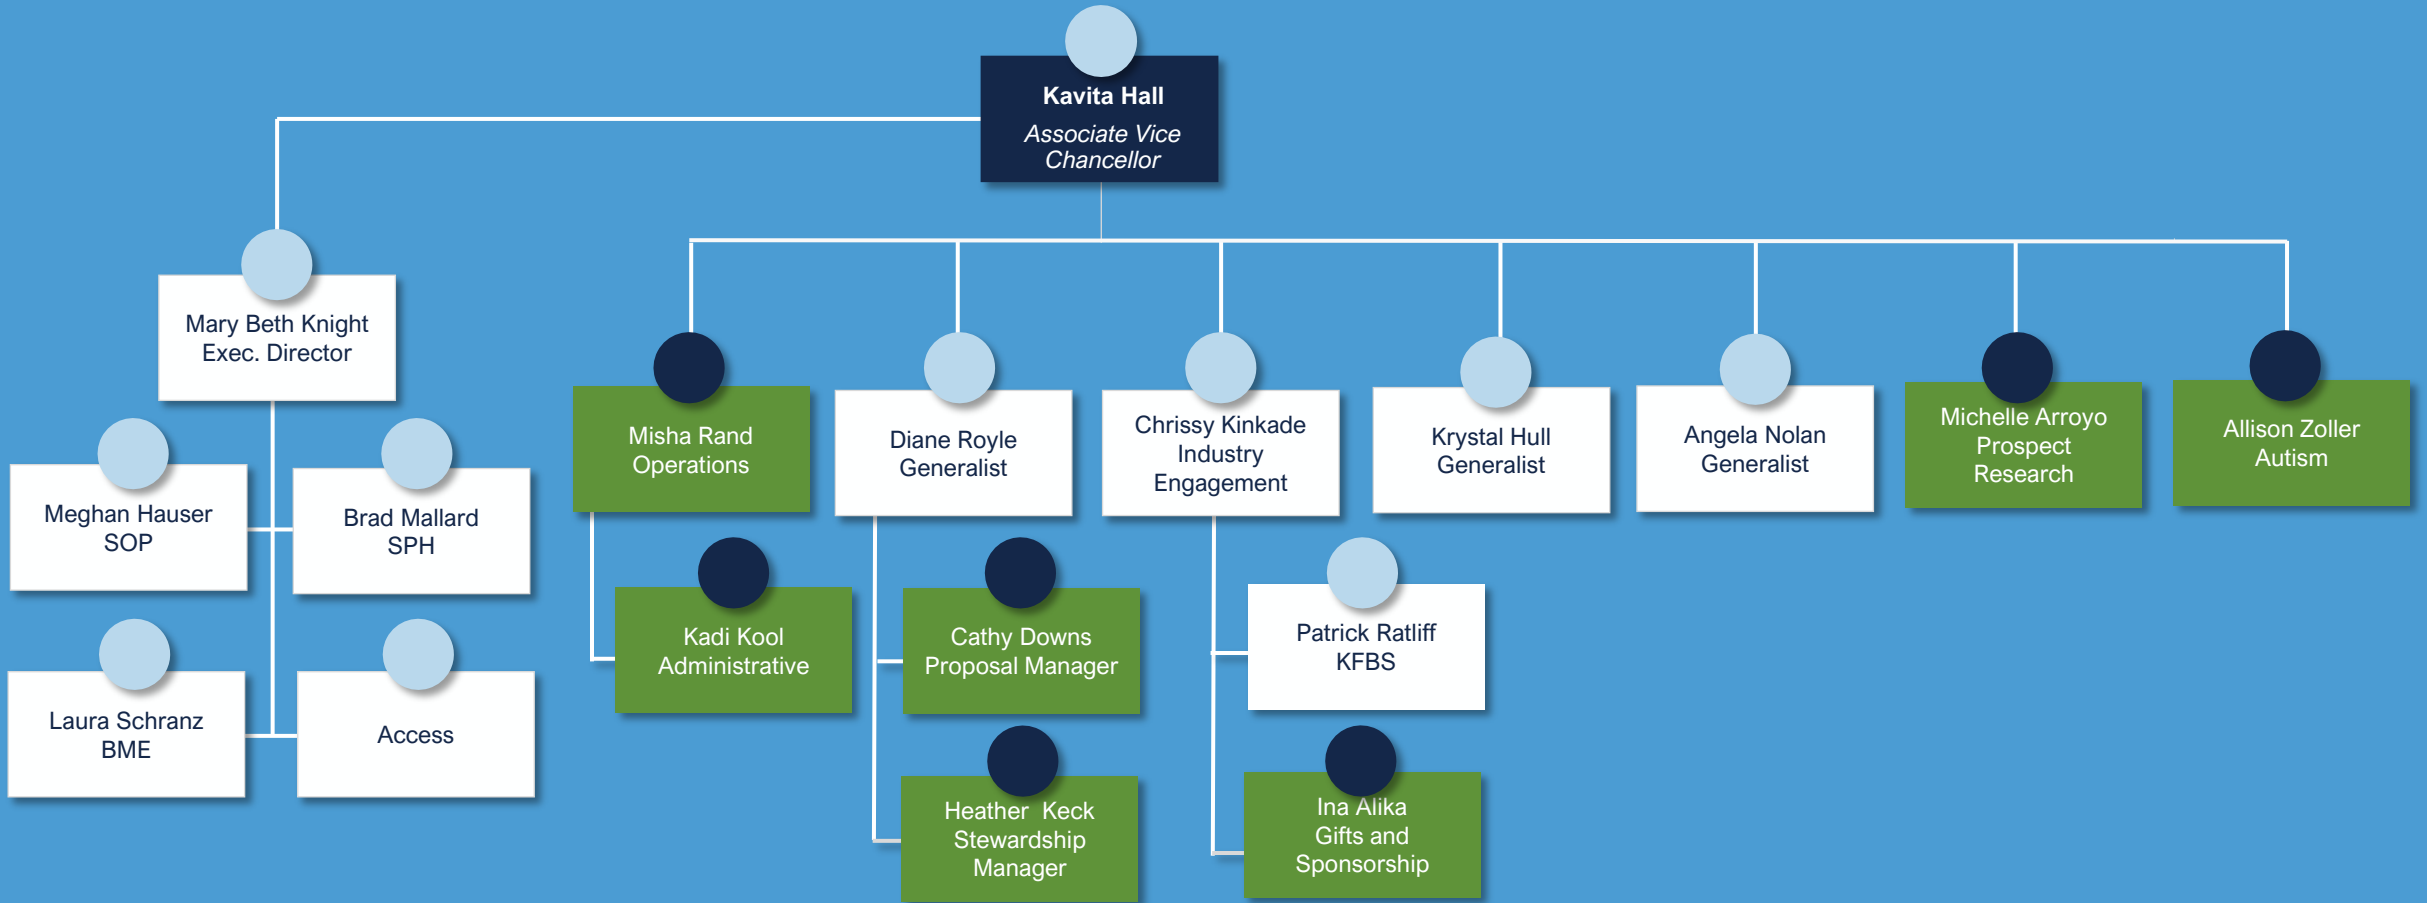 Kavita Hall
Associate Vice
Chancellor
Mary Beth Knight
Exec. Director
Meghan Hauser
SOP
Brad Mallard
SPH
Laura Schranz
BME
Access
Misha Rand
Operations
Kadi Kool
Administrative
Diane Royle
Generalist
Cathy Downs
Proposal Manager
Heather  Keck
Stewardship
Manager
Chrissy Kinkade
Industry
Engagement
Patrick Ratliff
KFBS
Ina Alika
Gifts and
Sponsorship
Krystal Hull
Generalist
Angela Nolan
Generalist
Michelle Arroyo
Prospect
Research
Allison Zoller
Autism